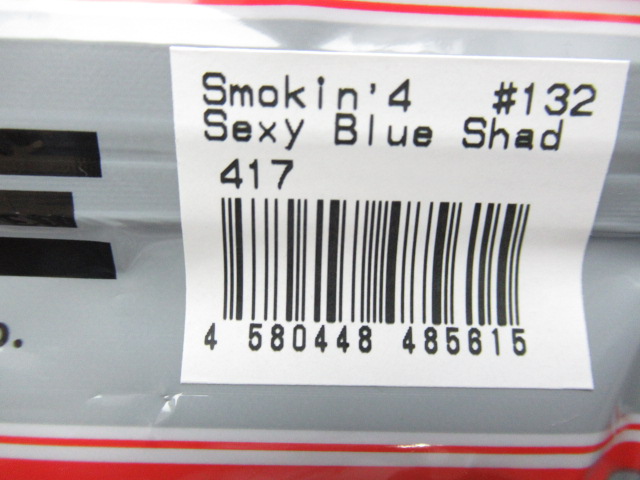 Smokin'4 #132
Sexy Blue Shad
417
4 580448 485615
o.